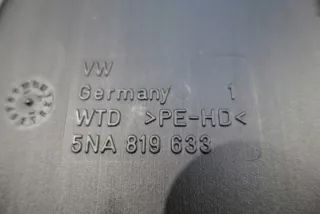 VW
Germany 1
WTD >PE-HD<
5NA 819 633